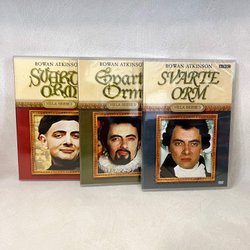 ROWAN ATKINSON
SVARTE
ORM
HELA SERIE 1
ROWAN ATKINSON
Svarte
Orm
HELA SERIE 2
ROWAN ATKINSON
BBC
SVARTE
ORM
HELA SERIE 3
DVD